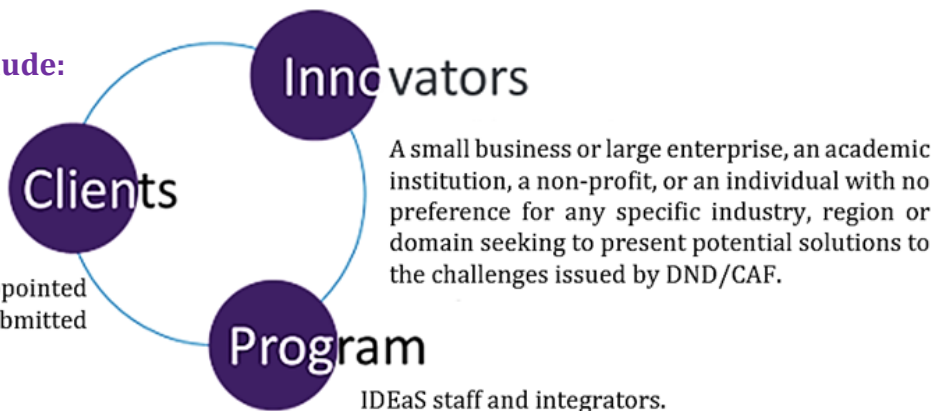 ude:
Innovators
A small business or large enterprise, an academic
institution, a non-profit, or an individual with no
preference for any specific industry, region or
domain seeking to present potential solutions to
the challenges issued by DND/CAF.
Clients
pointed
bmitted
Program
IDEaS staff and integrators.